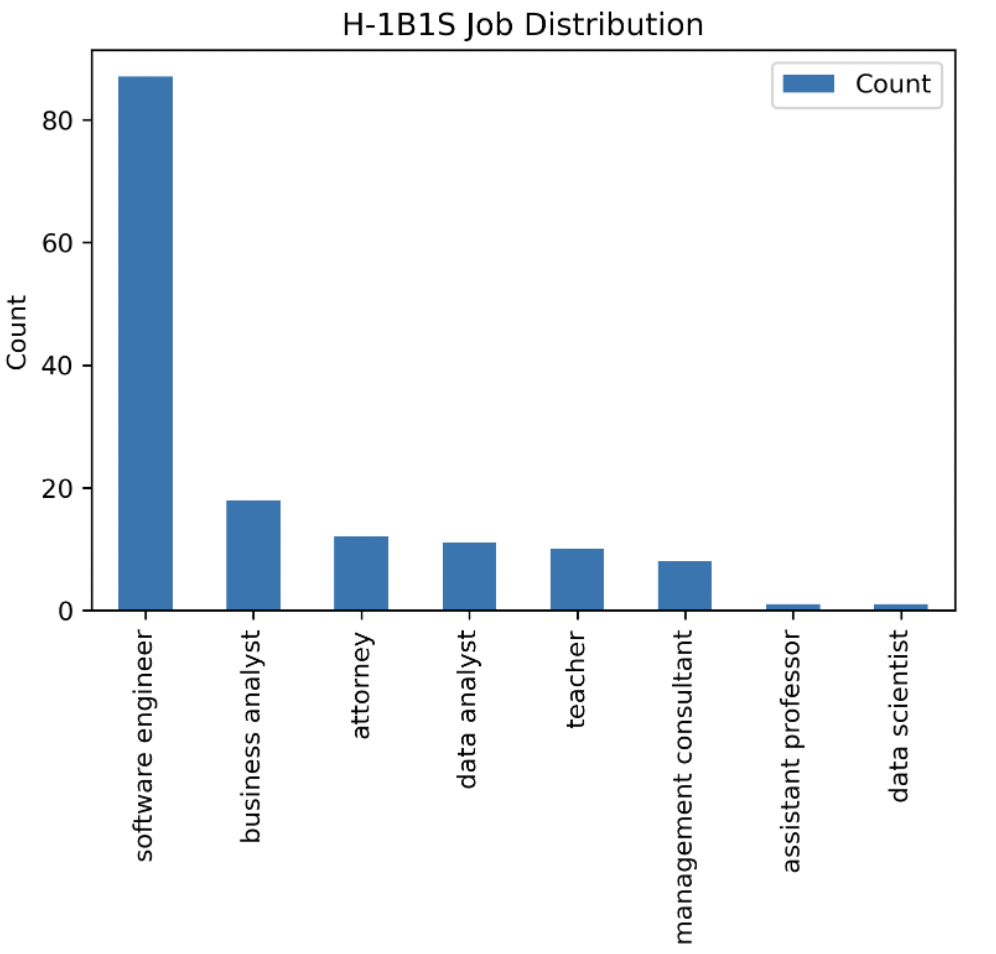 H-1B1S Job Distribution
Count
80
60
40
20
0
Count
software engineer
business analyst
attorney
data analyst
teacher
management consultant
assistant professor
data scientist